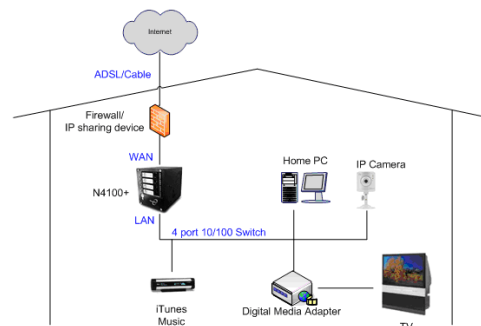 Internet
ADSL/Cable
Firewall/
IP sharing device
WAN
Home PC
IP Camera
N4100+
LAN
4 port 10/100 Switch
iTunes
Music
Digital Media Adapter
TV